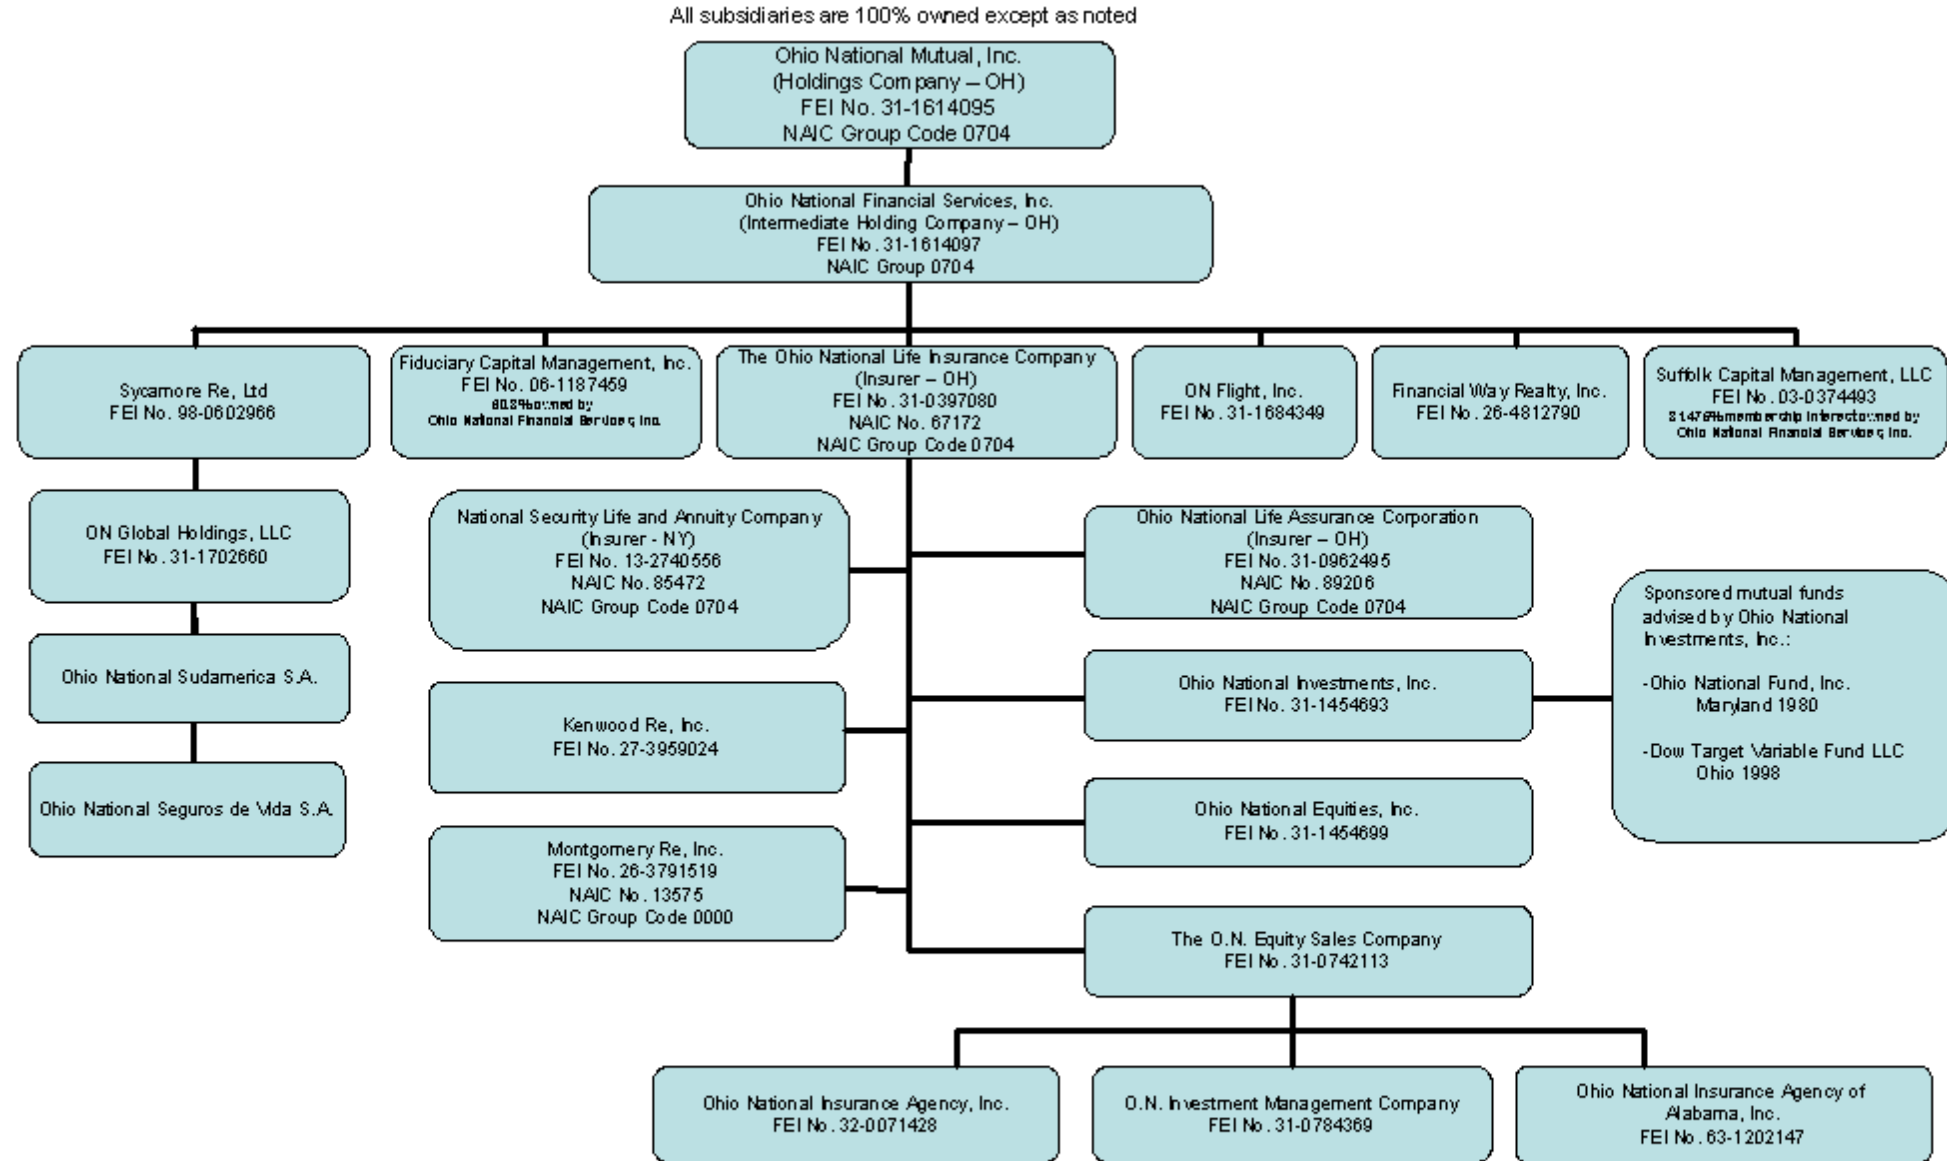 All subsidiaries are 100% owned except as noted
Ohio National Mutual, Inc.
(Holdings Company – OH)
FEI No. 31-1614095
NAIC Group Code 0704
Ohio National Financial Services, Inc.
(Intermediate Holding Company – OH)
FEI No. 31-1614097
NAIC Group 0704
Sycamore Re, Ltd
FEI No. 98-0602966
Fiduciary Capital Management, Inc.
FEI No. 06-1187459
owned by
Ohio National Financial Services, Inc.
The Ohio National Life Insurance Company
(Insurer – OH)
FEI No. 31-0397080
NAIC No. 67172
NAIC Group Code 0704
ON Flight, Inc.
FEI No. 31-1684349
Financial Way Realty, Inc.
FEI No. 26-4812790
Suffolk Capital Management, LLC
FEI No. 03-0374493
membership interest owned by
Ohio National Financial Services, Inc.
ON Global Holdings, LLC
FEI No. 31-1702660
Ohio National Sudamerica S.A.
Ohio National Seguros de Vida S.A.
National Security Life and Annuity Company
(Insurer - NY)
FEI No. 13-2740556
NAIC No. 85472
NAIC Group Code 0704
Kenwood Re, Inc.
FEI No. 27-3959024
Montgomery Re, Inc.
FEI No. 26-3791519
NAIC No. 13575
NAIC Group Code 0000
Ohio National Life Assurance Corporation
(Insurer – OH)
FEI No. 31-0962495
NAIC No. 89206
NAIC Group Code 0704
Ohio National Investments, Inc.
FEI No. 31-1454693
Sponsored mutual funds
advised by Ohio National
Investments, Inc.:
-Ohio National Fund, Inc.
Maryland 1980
-Dow Target Variable Fund LLC
Ohio 1998
Ohio National Equities, Inc.
FEI No. 31-1454699
The O.N. Equity Sales Company
FEI No. 31-0742113
Ohio National Insurance Agency, Inc.
FEI No. 32-0071428
O.N. Investment Management Company
FEI No. 31-0784369
Ohio National Insurance Agency of
Alabama, Inc.
FEI No. 63-1202147